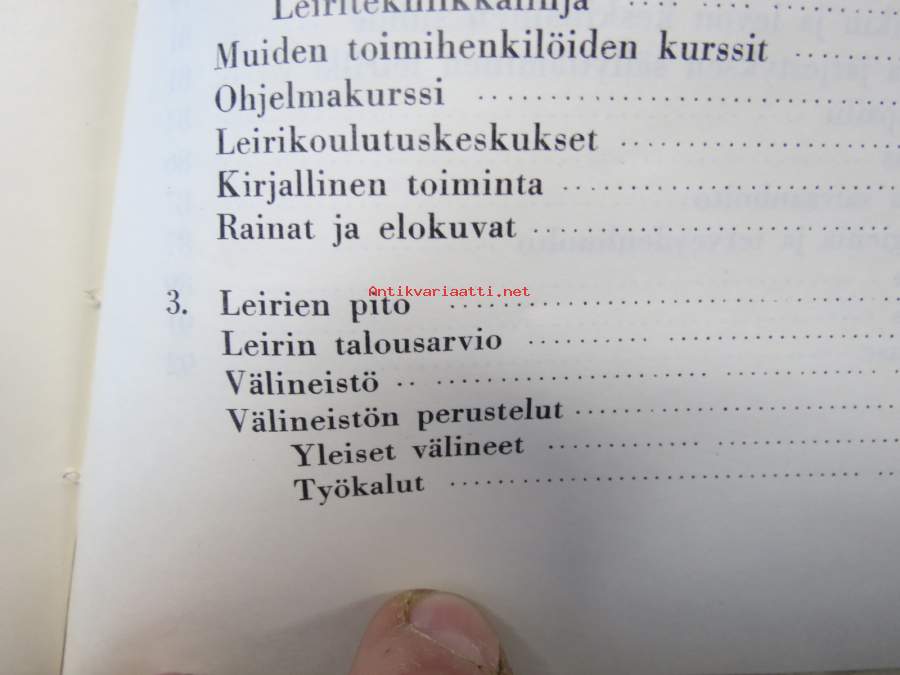 Leiritekniikkalinja
Muiden toimihenkilöiden kurssit
Ohjelmakurssi
Leirikoulutuskeskukset
Kirjallinen toiminta
Rainat ja elokuvat
Antikvariaatti.net
3. Leirien pito
Leirin talousarvio
Välineistö
Välineistön perustelut
Yleiset välineet
Työkalut